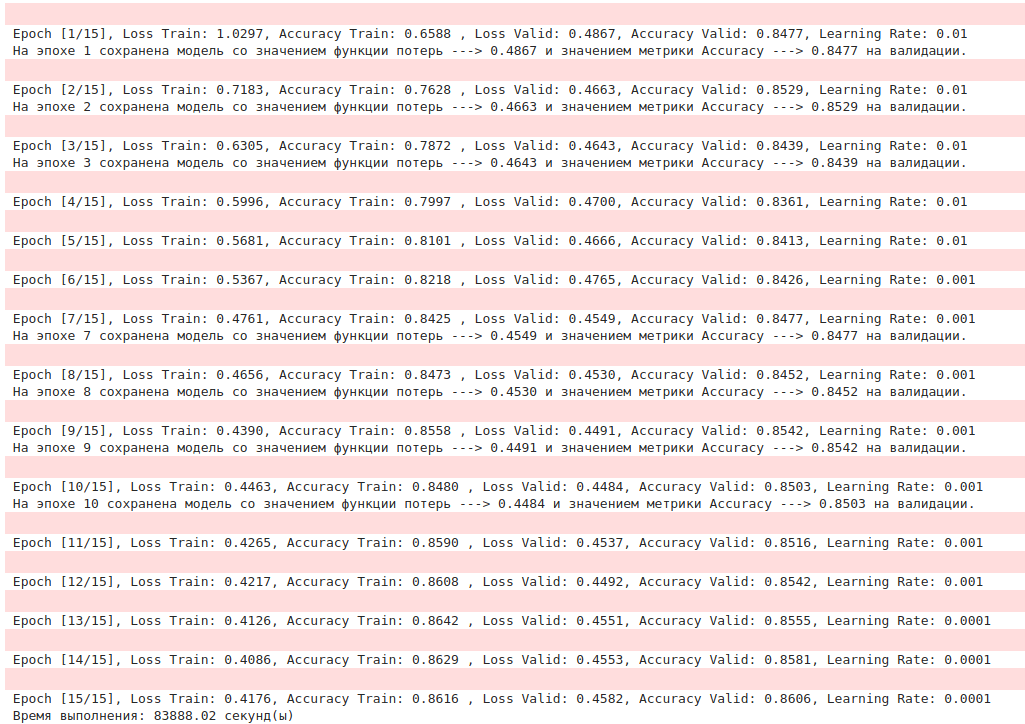 Epoch [1/15], Loss Train: 1.0297, Accuracy Train: 0.6588 , Loss Valid: 0.4867, Accuracy Valid: 0.8477, Learning Rate: 0.01
На эпохе 1 сохранена модель со значением функции потерь ---> 0.4867 и значением метрики Accuracy ---> 0.8477 на валидации.
Epoch [2/15], Loss Train: 0.7183, Accuracy Train: 0.7628 , Loss Valid: 0.4663, Accuracy Valid: 0.8529, Learning Rate: 0.01
На эпохе 2 сохранена модель со значением функции потерь ---> 0.4663 и значением метрики Accuracy ---> 0.8529 на валидации.
Epoch [3/15], Loss Train: 0.6305, Accuracy Train: 0.7872 , Loss Valid: 0.4643, Accuracy Valid: 0.8439, Learning Rate: 0.01
На эпохе 3 сохранена модель со значением функции потерь ---> 0.4643 и значением метрики Accuracy ---> 0.8439 на валидации.
Epoch [4/15], Loss Train: 0.5996, Accuracy Train: 0.7997 , Loss Valid: 0.4700, Accuracy Valid: 0.8361, Learning Rate: 0.01
Epoch [5/15], Loss Train: 0.5681, Accuracy Train: 0.8101 , Loss Valid: 0.4666, Accuracy Valid: 0.8413, Learning Rate: 0.01
Epoch [6/15], Loss Train: 0.5367, Accuracy Train: 0.8218 , Loss Valid: 0.4765, Accuracy Valid: 0.8426, Learning Rate: 0.001
Epoch [7/15], Loss Train: 0.4761, Accuracy Train: 0.8425 , Loss Valid: 0.4549, Accuracy Valid: 0.8477, Learning Rate: 0.001
На эпохе 7 сохранена модель со значением функции потерь ---> 0.4549 и значением метрики Accuracy ---> 0.8477 на валидации.
Epoch [8/15], Loss Train: 0.4656, Accuracy Train: 0.8473 , Loss Valid: 0.4530, Accuracy Valid: 0.8452, Learning Rate: 0.001
На эпохе 8 сохранена модель со значением функции потерь ---> 0.4530 и значением метрики Accuracy ---> 0.8452 на валидации.
Epoch [9/15], Loss Train: 0.4390, Accuracy Train: 0.8558 , Loss Valid: 0.4491, Accuracy Valid: 0.8542, Learning Rate: 0.001
На эпохе 9 сохранена модель со значением функции потерь ---> 0.4491 и значением метрики Accuracy ---> 0.8542 на валидации.
Epoch [10/15], Loss Train: 0.4463, Accuracy Train: 0.8480 , Loss Valid: 0.4484, Accuracy Valid: 0.8503, Learning Rate: 0.001
На эпохе 10 сохранена модель со значением функции потерь ---> 0.4484 и значением метрики Accuracy ---> 0.8503 на валидации.
Epoch [11/15], Loss Train: 0.4265, Accuracy Train: 0.8590 , Loss Valid: 0.4537, Accuracy Valid: 0.8516, Learning Rate: 0.001
Epoch [12/15], Loss Train: 0.4217, Accuracy Train: 0.8608 , Loss Valid: 0.4492, Accuracy Valid: 0.8542, Learning Rate: 0.001
Epoch [13/15], Loss Train: 0.4126, Accuracy Train: 0.8642 , Loss Valid: 0.4551, Accuracy Valid: 0.8555, Learning Rate: 0.0001
Epoch [14/15], Loss Train: 0.4086, Accuracy Train: 0.8629 , Loss Valid: 0.4553, Accuracy Valid: 0.8581, Learning Rate: 0.0001
Epoch [15/15], Loss Train: 0.4176, Accuracy Train: 0.8616 , Loss Valid: 0.4582, Accuracy Valid: 0.8606, Learning Rate: 0.0001
Время выполнения: 83888.02 секунд(ы)